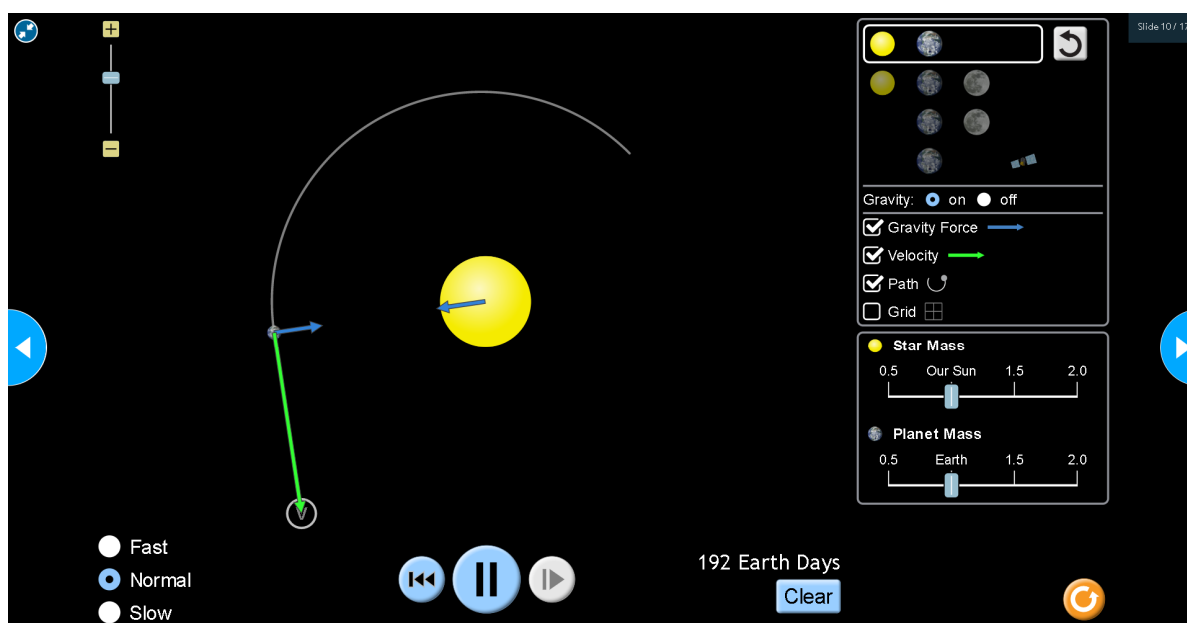 Slide 10 / 17
Gravity: on off
Gravity Force
Velocity
Path
Grid
Star Mass
0.5 Our Sun 1.5 2.0
Planet Mass
0.5 Earth 1.5 2.0
V
Fast
Normal
Slow
192 Earth Days
Clear